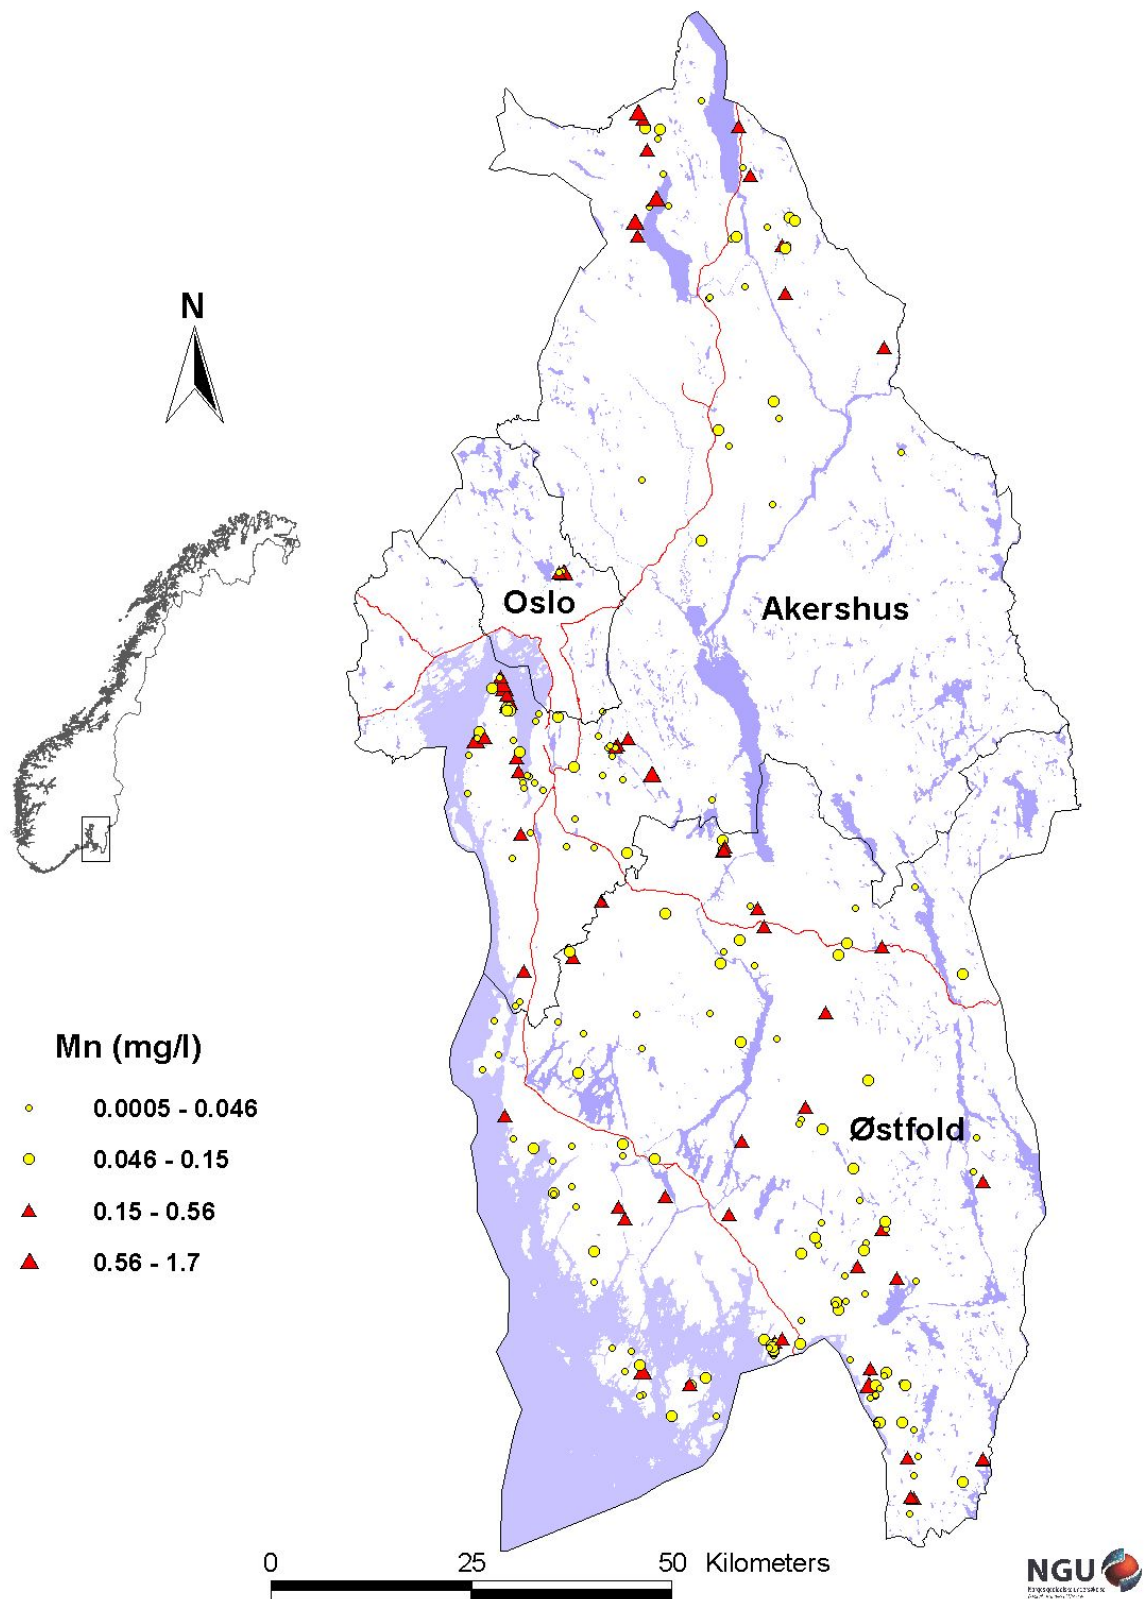 N
Oslo
Akershus
Østfold
Mn (mg/l)
0.0005 - 0.046
0.046 - 0.15
0.15 - 0.56
0.56 - 1.7
0 25 50 Kilometers
NGU